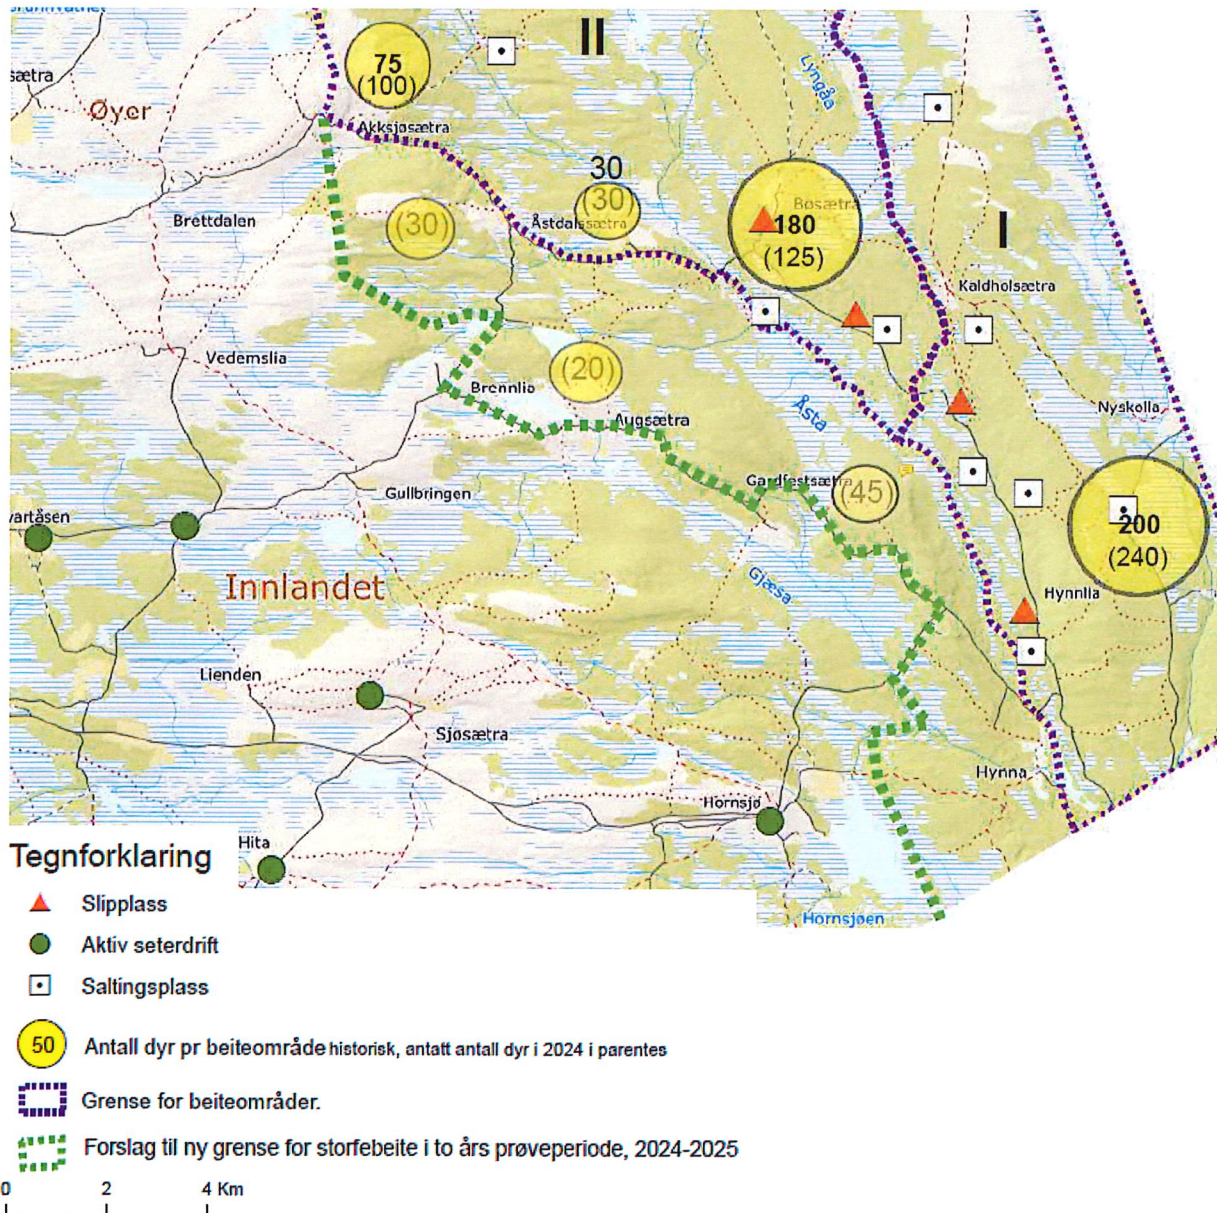 II
75
(100)
sætra
Øyer
Lyngåa
Akksjøsætra
30
(30)
Bøsætra
180
(125)
Brettdalen
(30)
Åstdalssætra
I
Kaldholsætra
Vedemslia
(20)
Brennlia
Augsætra
Åsta
Nyskolla
Gardfestsætra
(45)
Gullbringen
vartåsen
200
(240)
Innlandet
Gjæsa
Hynnlia
Lienden
Sjøsætra
Hynna
Hornsjø
Hita
Hornsjøen
Tegnforklaring
Slipplass
Aktiv seterdrift
Saltingsplass
50 Antall dyr pr beiteområde historisk, antatt antall dyr i 2024 i parentes
Grense for beiteområder.
Forslag til ny grense for storfebeite i to års prøveperiode, 2024-2025
0 2 4 Km